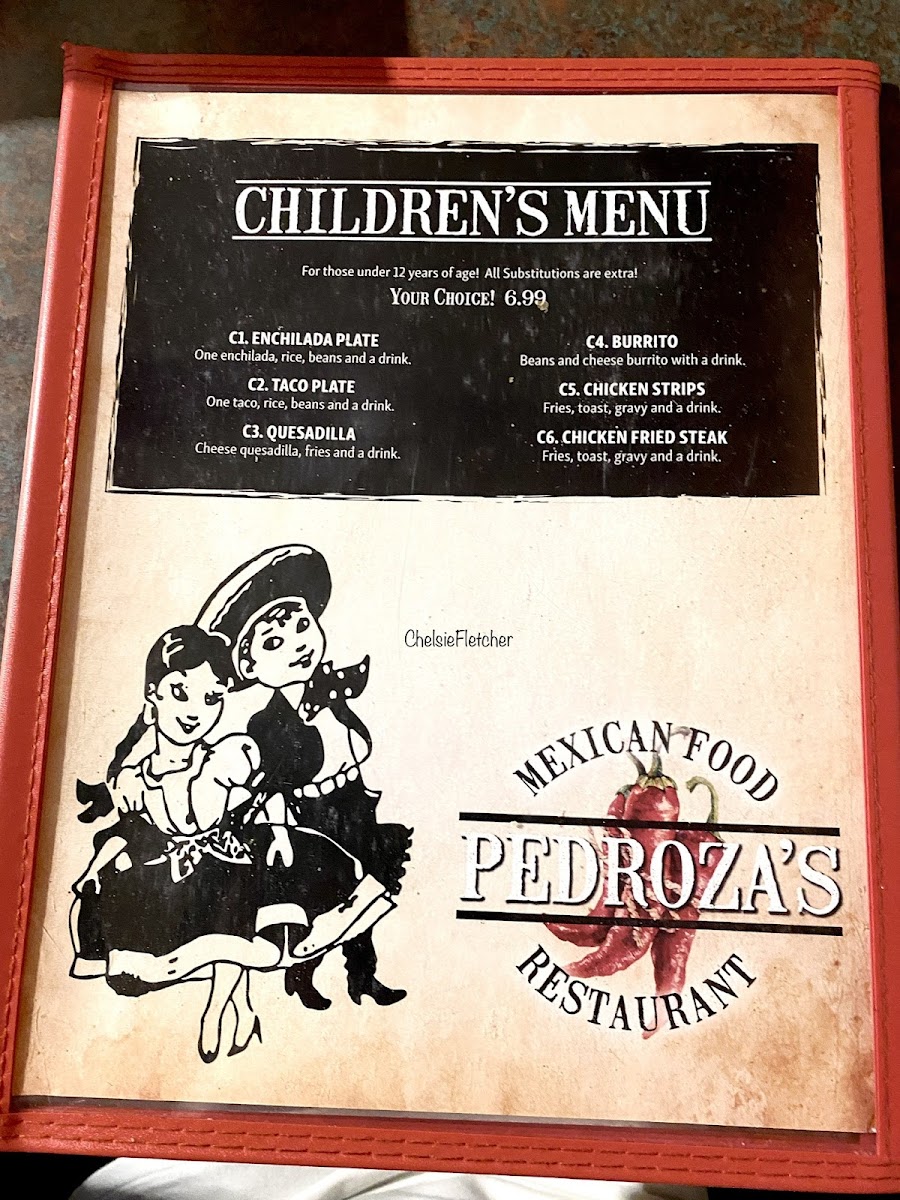 CHILDREN'S MENU
For those under 12 years of age! All Substitutions are extra!
YOUR CHOICE! 6.99
C1. ENCHILADA PLATE
One enchilada, rice, beans and a drink.
C2. TACO PLATE
One taco, rice, beans and a drink.
C3. QUESADILLA
Cheese quesadilla, fries and a drink.
C4. BURRITO
Beans and cheese burrito with a drink.
C5. CHICKEN STRIPS
Fries, toast, gravy and a drink.
C6. CHICKEN FRIED STEAK
Fries, toast, gravy and a drink.
ChelsieFletcher
MEXICAN FOOD
PEDROZA'S
RESTAURANT